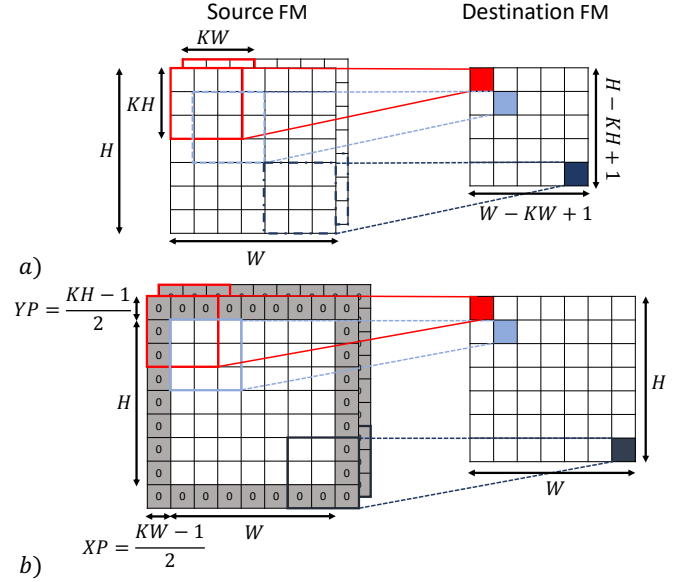 Source FM
Destination FM
KW
KH
H
W
H − KH + 1
W − KW + 1
a)
YP = \frac{KH − 1}{2}
0 0 0 0 0 0 0 0 0
0 0
0 0
0 0
0 0
0 0
0 0
0 0
0 0 0 0 0 0 0 0 0
H
W
XP = \frac{KW − 1}{2}
H
W
b)